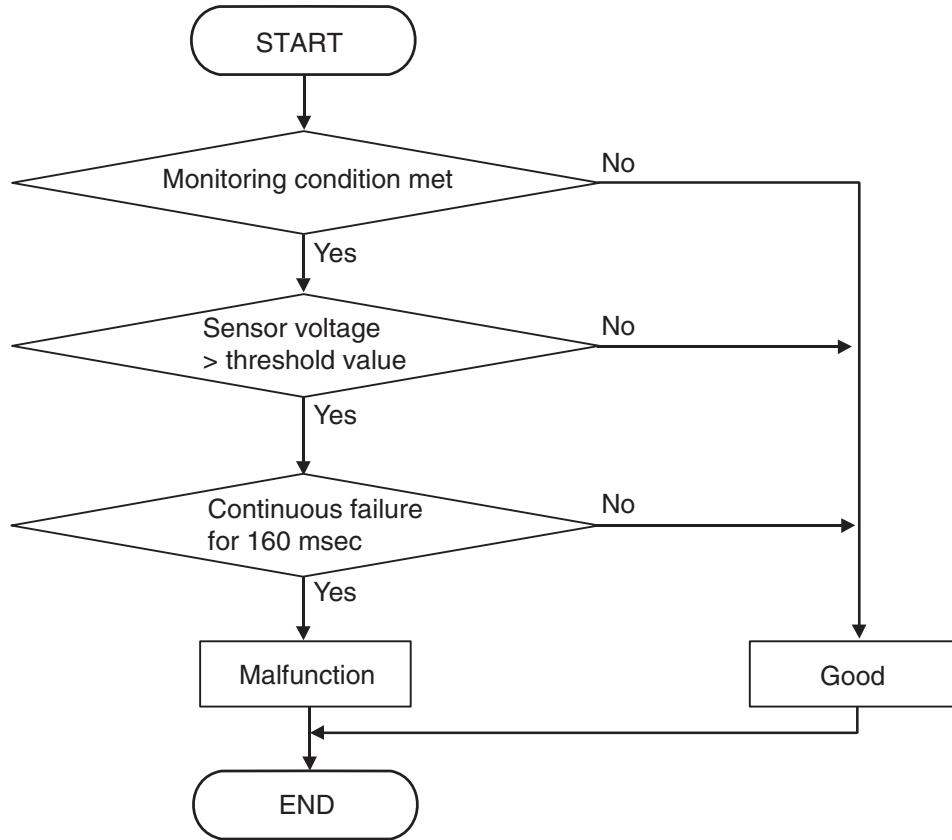 START
Monitoring condition met
No
Yes
Sensor voltage
> threshold value
No
Yes
Continuous failure
for 160 msec
No
Yes
Malfunction
Good
END